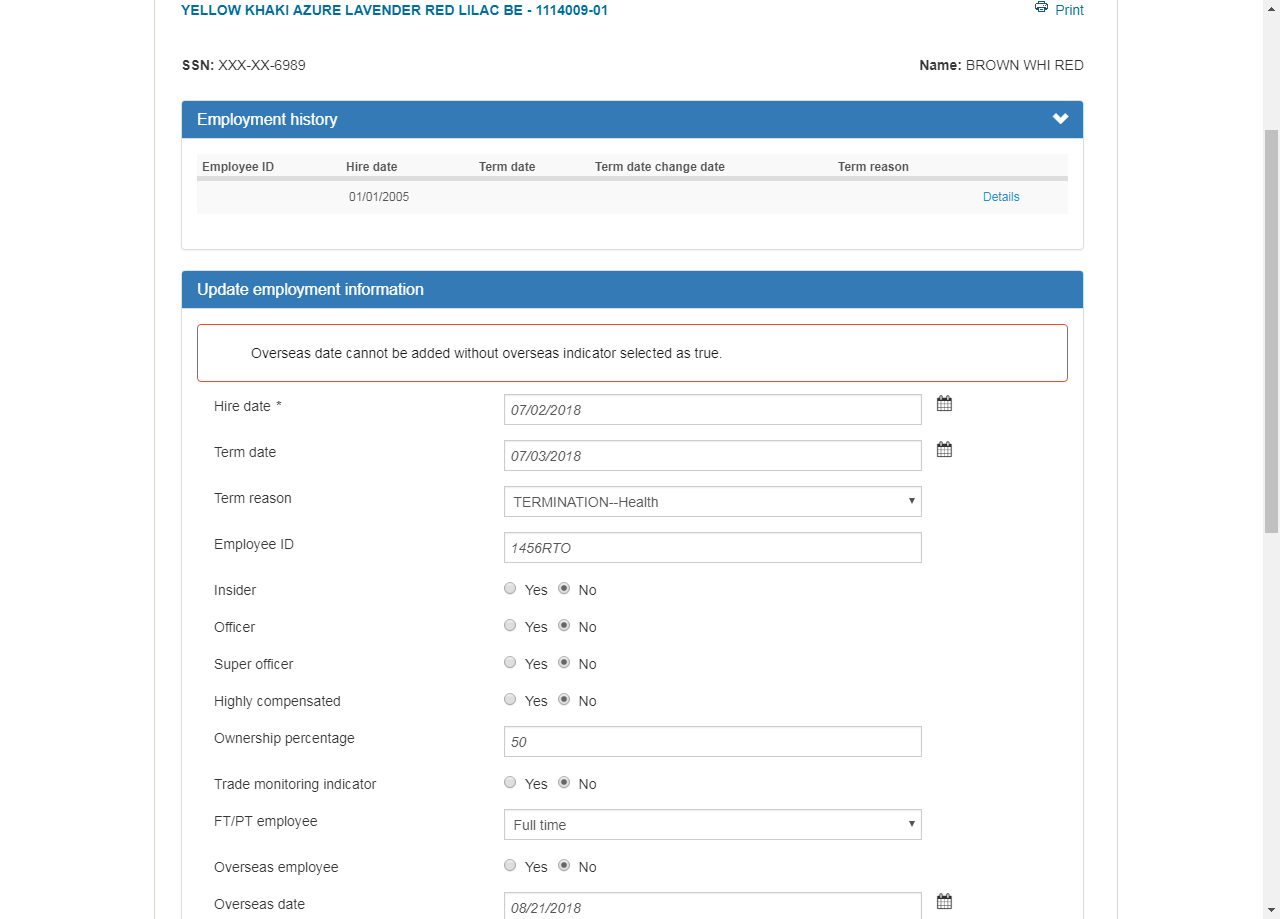 YELLOW KHAKI AZURE LAVENDER RED LILAC BE - 1114009-01 Print
SSN: XXX-XX-6989 Name: BROWN WHI RED
Employment history
Employee ID Hire date Term date Term date change date Term reason
01/01/2005 Details
Update employment information
Overseas date cannot be added without overseas indicator selected as true.
Hire date * 07/02/2018
Term date 07/03/2018
Term reason TERMINATION--Health
Employee ID 1456RTO
Insider Yes No
Officer Yes No
Super officer Yes No
Highly compensated Yes No
Ownership percentage 50
Trade monitoring indicator Yes No
FT/PT employee Full time
Overseas employee Yes No
Overseas date 08/21/2018